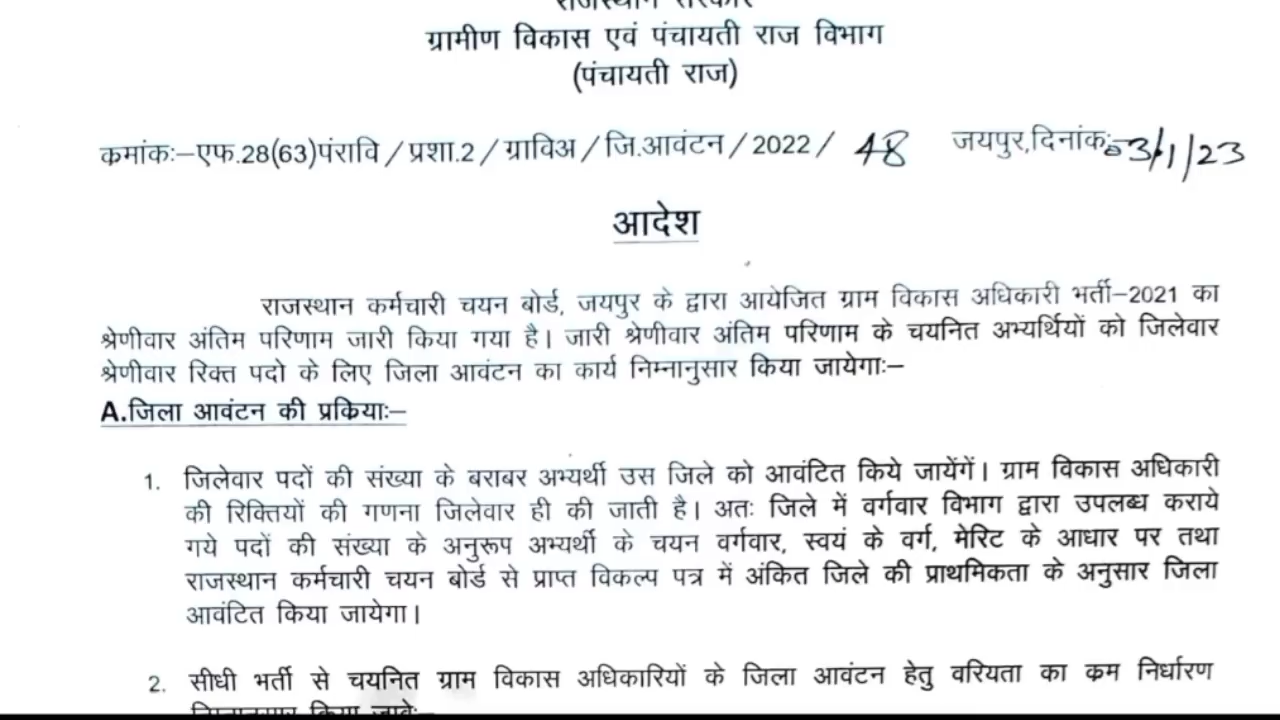 राजस्थान सरकार
ग्रामीण विकास एवं पंचायती राज विभाग
(पंचायती राज)
कमांकः–एफ.28(63)पंरावि / प्रशा.2 / ग्राविअ / जि.आवंटन / 2022 / 48 जयपुर,दिनांकः 03/1/23
आदेश
राजस्थान कर्मचारी चयन बोर्ड, जयपुर के द्वारा आयेजित ग्राम विकास अधिकारी भर्ती–2021 का
श्रेणीवार अंतिम परिणाम जारी किया गया है। जारी श्रेणीवार अंतिम परिणाम के चयनित अभ्यर्थियों को जिलेवार
श्रेणीवार रिक्त पदो के लिए जिला आवंटन का कार्य निम्नानुसार किया जायेगाः–
A.जिला आवंटन की प्रकियाः–
1. जिलेवार पदों की संख्या के बराबर अभ्यर्थी उस जिले को आवंटित किये जायेंगें। ग्राम विकास अधिकारी
की रिक्तियों की गणना जिलेवार ही की जाती है। अतः जिले में वर्गवार विभाग द्वारा उपलब्ध कराये
गये पदों की संख्या के अनुरूप अभ्यर्थी के चयन वर्गवार, स्वयं के वर्ग, मेरिट के आधार पर तथा
राजस्थान कर्मचारी चयन बोर्ड से प्राप्त विकल्प पत्र में अंकित जिले की प्राथमिकता के अनुसार जिला
आवंटित किया जायेगा।
2. सीधी भर्ती से चयनित ग्राम विकास अधिकारियों के जिला आवंटन हेतु वरियता का कम निर्धारण
निम्नानुसार किया जावेः–